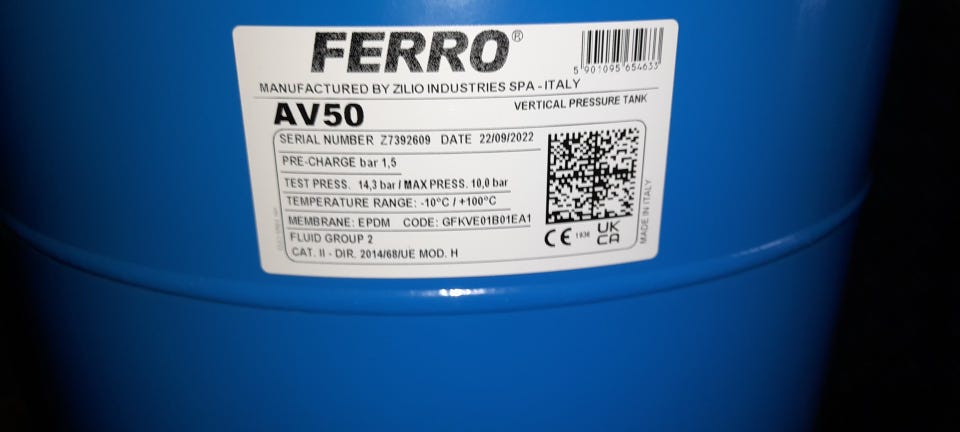 FERRO®
5 901095 654633
MANUFACTURED BY ZILIO INDUSTRIES SPA - ITALY
AV50
VERTICAL PRESSURE TANK
SERIAL NUMBER Z7392609 DATE 22/09/2022
PRE-CHARGE bar 1,5
TEST PRESS. 14,3 bar / MAX PRESS. 10,0 bar
TEMPERATURE RANGE: -10°C / +100°C
MEMBRANE: EPDM CODE: GFKVE01B01EA1
FLUID GROUP 2
CAT. II - DIR. 2014/68/UE MOD. H
CE 1936 UK CA
MADE IN ITALY